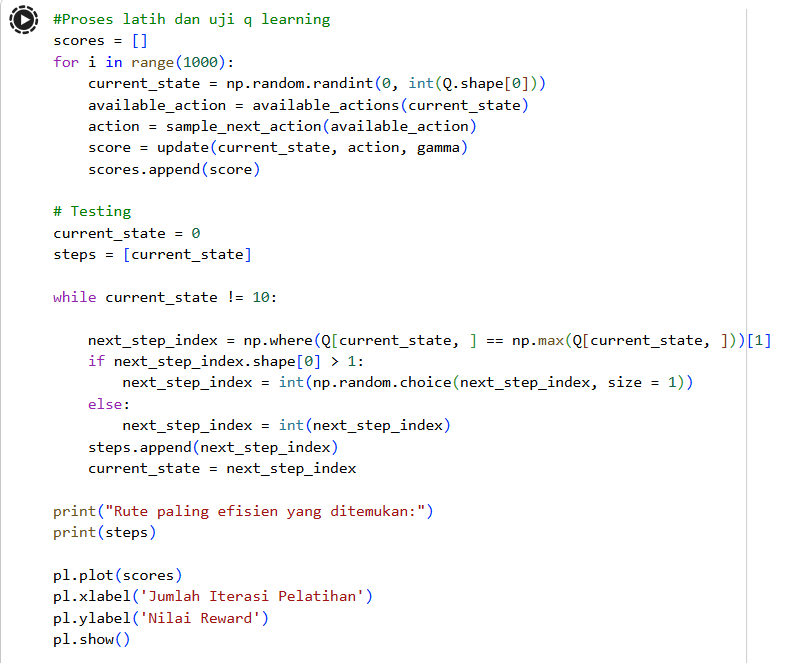 #Proses latih dan uji q learning
scores = []
for i in range(1000):
    current_state = np.random.randint(0, int(Q.shape[0]))
    available_action = available_actions(current_state)
    action = sample_next_action(available_action)
    score = update(current_state, action, gamma)
    scores.append(score)

# Testing
current_state = 0
steps = [current_state]

while current_state != 10:

    next_step_index = np.where(Q[current_state, ] == np.max(Q[current_state, ]))[1]
    if next_step_index.shape[0] > 1:
        next_step_index = int(np.random.choice(next_step_index, size = 1))
    else:
        next_step_index = int(next_step_index)
    steps.append(next_step_index)
    current_state = next_step_index

print("Rute paling efisien yang ditemukan:")
print(steps)

pl.plot(scores)
pl.xlabel('Jumlah Iterasi Pelatihan')
pl.ylabel('Nilai Reward')
pl.show()